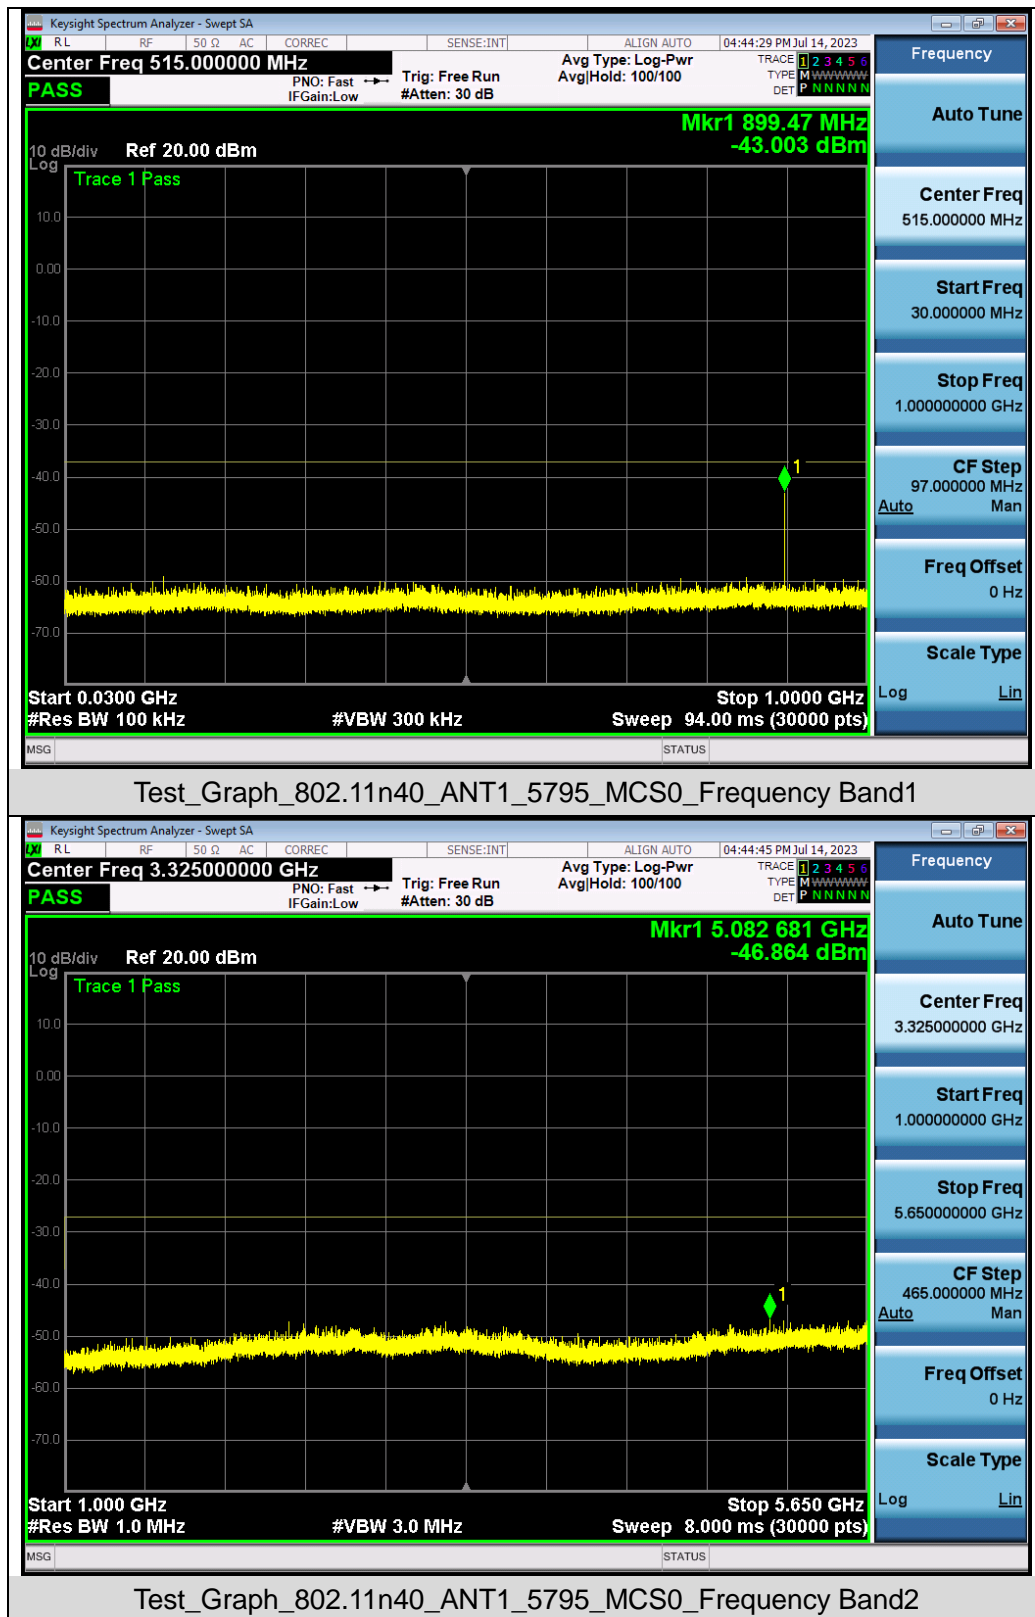 Keysight Spectrum Analyzer - Swept SA
LXI RL RF 50 Ω AC CORREC SENSE:INT ALIGN AUTO 04:44:29 PM Jul 14, 2023
Center Freq 515.000000 MHz
PASS
PNO: Fast
IFGain:Low
Trig: Free Run
#Atten: 30 dB
Avg Type: Log-Pwr
Avg|Hold: 100/100
TRACE 1 2 3 4 5 6
TYPE M WWWWW
DET P N N N N N
Mkr1 899.47 MHz
-43.003 dBm
10 dB/div Ref 20.00 dBm
Log
Trace 1 Pass
10.0
0.00
-10.0
-20.0
-30.0
-40.0
1
-50.0
-60.0
-70.0
Start 0.0300 GHz Stop 1.0000 GHz
#Res BW 100 kHz #VBW 300 kHz Sweep 94.00 ms (30000 pts)
MSG STATUS
Frequency
Auto Tune
Center Freq
515.000000 MHz
Start Freq
30.000000 MHz
Stop Freq
1.000000000 GHz
CF Step
97.000000 MHz
Auto Man
Freq Offset
0 Hz
Scale Type
Log Lin
Test_Graph_802.11n40_ANT1_5795_MCS0_Frequency Band1
Keysight Spectrum Analyzer - Swept SA
LXI RL RF 50 Ω AC CORREC SENSE:INT ALIGN AUTO 04:44:45 PM Jul 14, 2023
Center Freq 3.325000000 GHz
PASS
PNO: Fast
IFGain:Low
Trig: Free Run
#Atten: 30 dB
Avg Type: Log-Pwr
Avg|Hold: 100/100
TRACE 1 2 3 4 5 6
TYPE M WWWWW
DET P N N N N N
Mkr1 5.082 681 GHz
-46.864 dBm
10 dB/div Ref 20.00 dBm
Log
Trace 1 Pass
10.0
0.00
-10.0
-20.0
-30.0
-40.0
1
-50.0
-60.0
-70.0
Start 1.000 GHz Stop 5.650 GHz
#Res BW 1.0 MHz #VBW 3.0 MHz Sweep 8.000 ms (30000 pts)
MSG STATUS
Frequency
Auto Tune
Center Freq
3.325000000 GHz
Start Freq
1.000000000 GHz
Stop Freq
5.650000000 GHz
CF Step
465.000000 MHz
Auto Man
Freq Offset
0 Hz
Scale Type
Log Lin
Test_Graph_802.11n40_ANT1_5795_MCS0_Frequency Band2